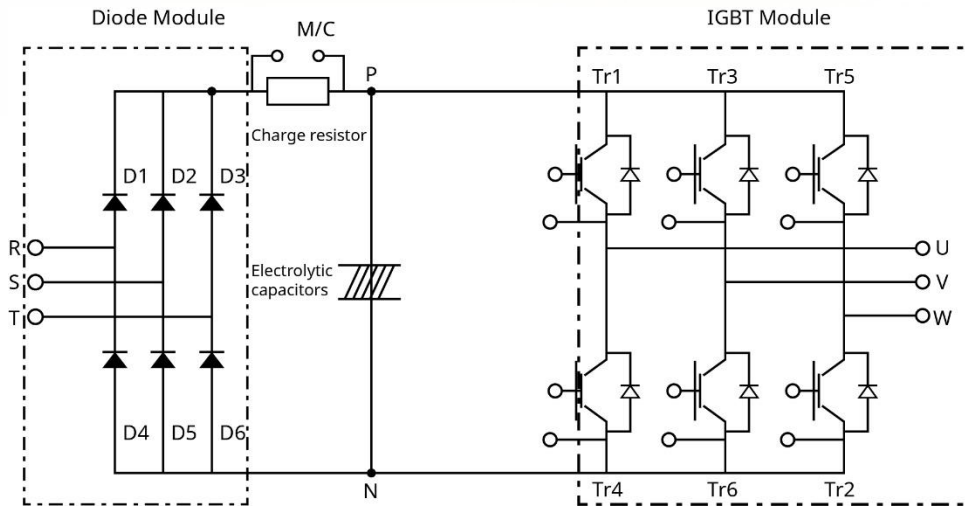 Diode Module
IGBT Module
M/C
P
Tr1
Tr3
Tr5
Charge resistor
D1
D2
D3
R
S
T
Electrolytic
capacitors
U
V
W
D4
D5
D6
N
Tr4
Tr6
Tr2